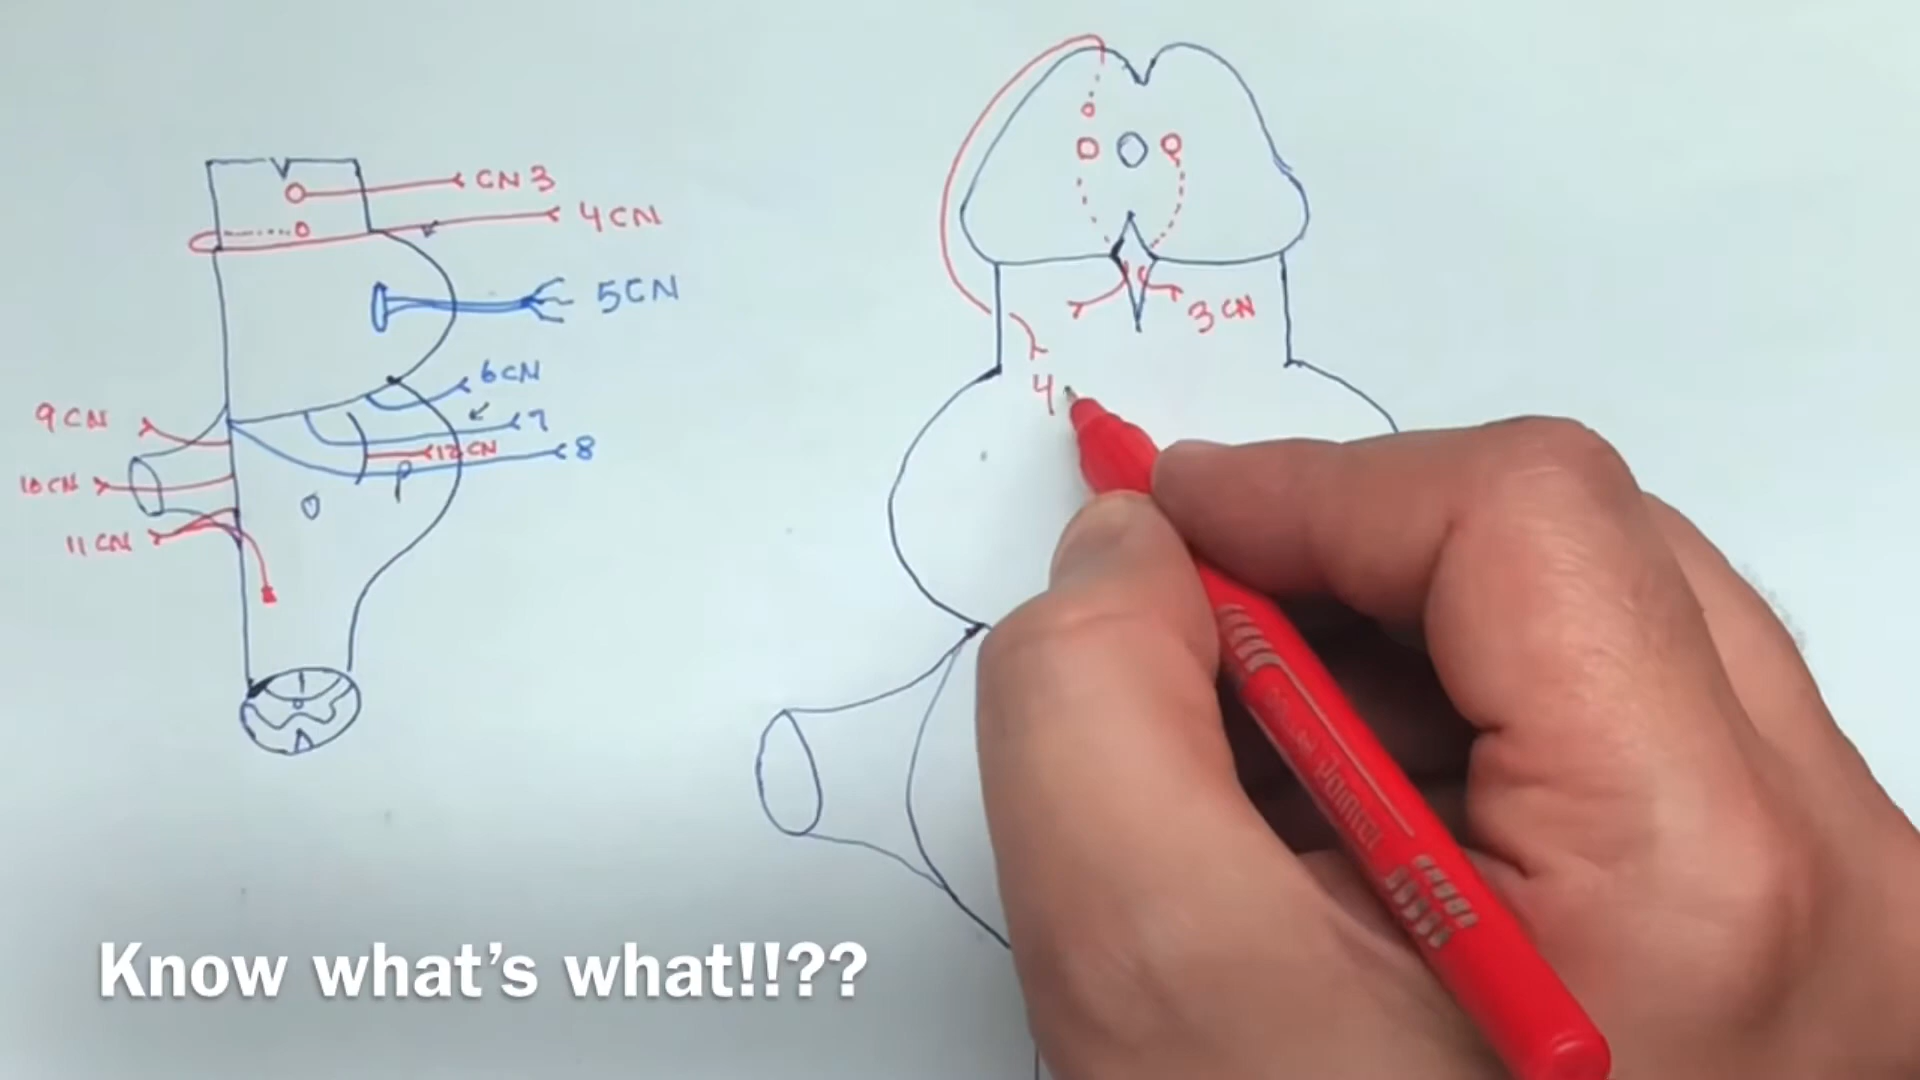 CN 3
4 CN
5 CN
6 CN
7
12 CN
8
9 CN
10 CN
11 CN
O
P
3 CN
4
Know what's what!!??